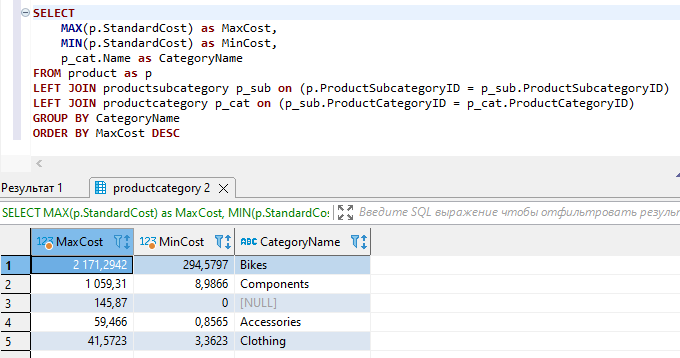 SELECT
MAX(p.StandardCost) as MaxCost,
MIN(p.StandardCost) as MinCost,
p_cat.Name as CategoryName
FROM product as p
LEFT JOIN productsubcategory p_sub on (p.ProductSubcategoryID = p_sub.ProductSubcategoryID)
LEFT JOIN productcategory p_cat on (p_sub.ProductCategoryID = p_cat.ProductCategoryID)
GROUP BY CategoryName
ORDER BY MaxCost DESC
Результат 1 productcategory 2
SELECT MAX(p.StandardCost) as MaxCost, MIN(p.StandardCos Введите SQL выражение чтобы отфильтровать результ
123 MaxCost 123 MinCost ABC CategoryName
1 2 171,2942 294,5797 Bikes
2 1 059,31 8,9866 Components
3 145,87 0 [NULL]
4 59,466 0,8565 Accessories
5 41,5723 3,3623 Clothing